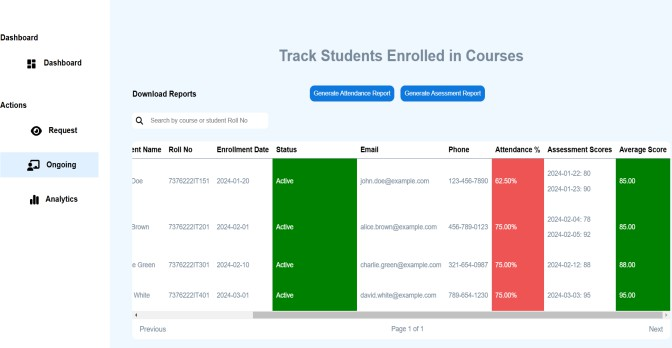 Dashboard
Dashboard
Actions
Request
Ongoing
Analytics
Track Students Enrolled in Courses
Download Reports
Generate Attendance Report
Generate Asessment Report
Search by course or student Roll No
ent Name Roll No Enrollment Date Status Email Phone Attendance % Assessment Scores Average Score
Doe 7376222IT151 2024-01-20 Active john.doe@example.com 123-456-7890 62.50% 2024-01-22: 80 85.00
2024-01-23: 90
Brown 7376222IT201 2024-02-01 Active alice.brown@example.com 456-789-0123 75.00% 2024-02-04: 78 85.00
2024-02-05: 92
e Green 7376222IT301 2024-02-10 Active charlie.green@example.com 321-654-0987 75.00% 2024-02-12: 88 88.00
White 7376222IT401 2024-03-01 Active david.white@example.com 789-654-1230 75.00% 2024-03-03: 95 95.00
Previous
Page 1 of 1
Next